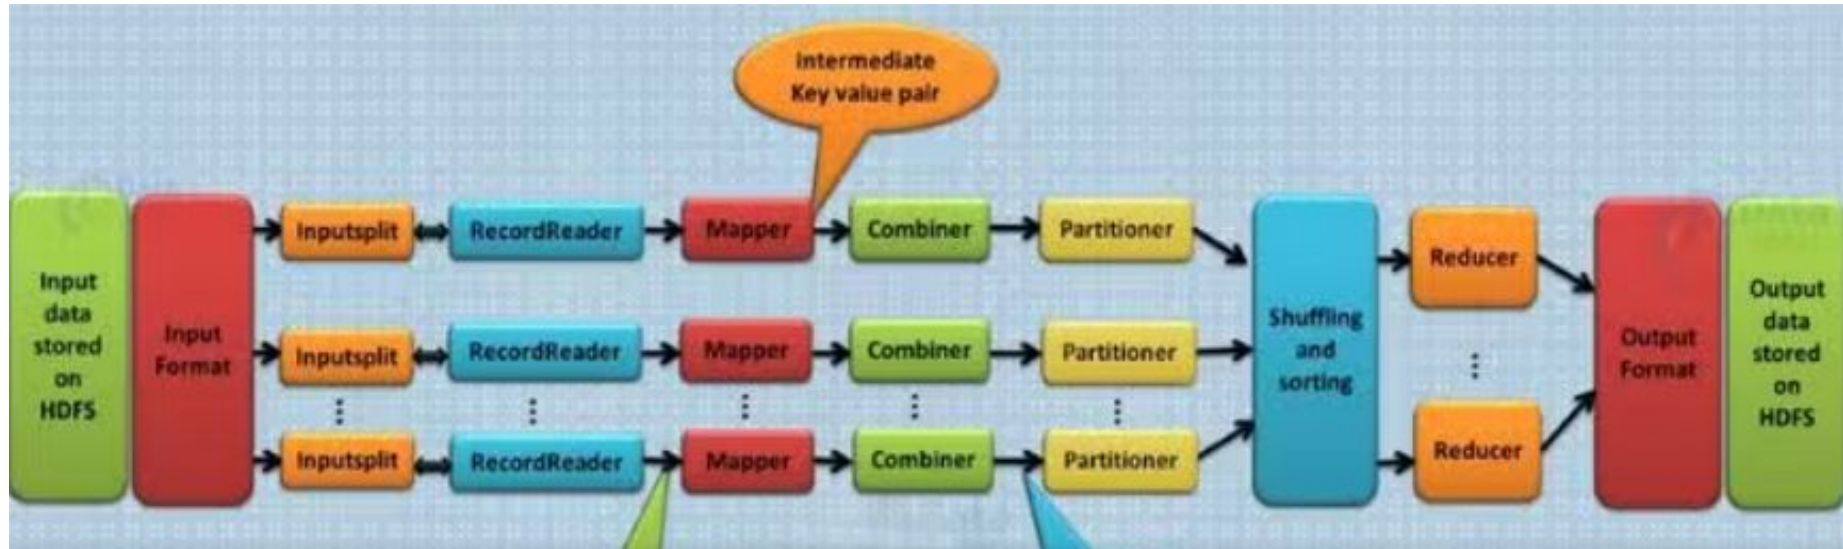 Intermediate
Key value pair
Input
data
stored
on
HDFS
Input
Format
Inputsplit
RecordReader
Mapper
Combiner
Partitioner
Inputsplit
RecordReader
Mapper
Combiner
Partitioner
Inputsplit
RecordReader
Mapper
Combiner
Partitioner
Shuffling
and
sorting
Reducer
Reducer
Output
Format
Output
data
stored
on
HDFS